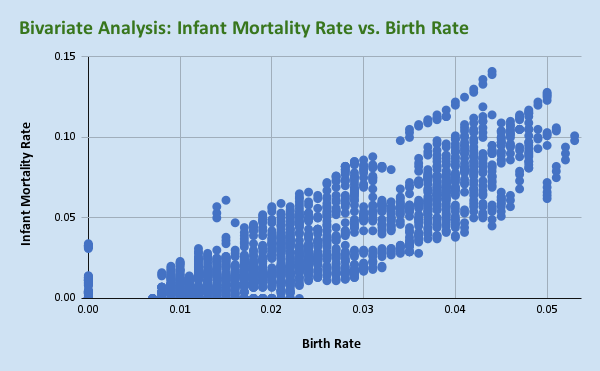 Bivariate Analysis: Infant Mortality Rate vs. Birth Rate
0.15
0.10
0.05
0.00
Infant Mortality Rate
0.00 0.01 0.02 0.03 0.04 0.05
Birth Rate